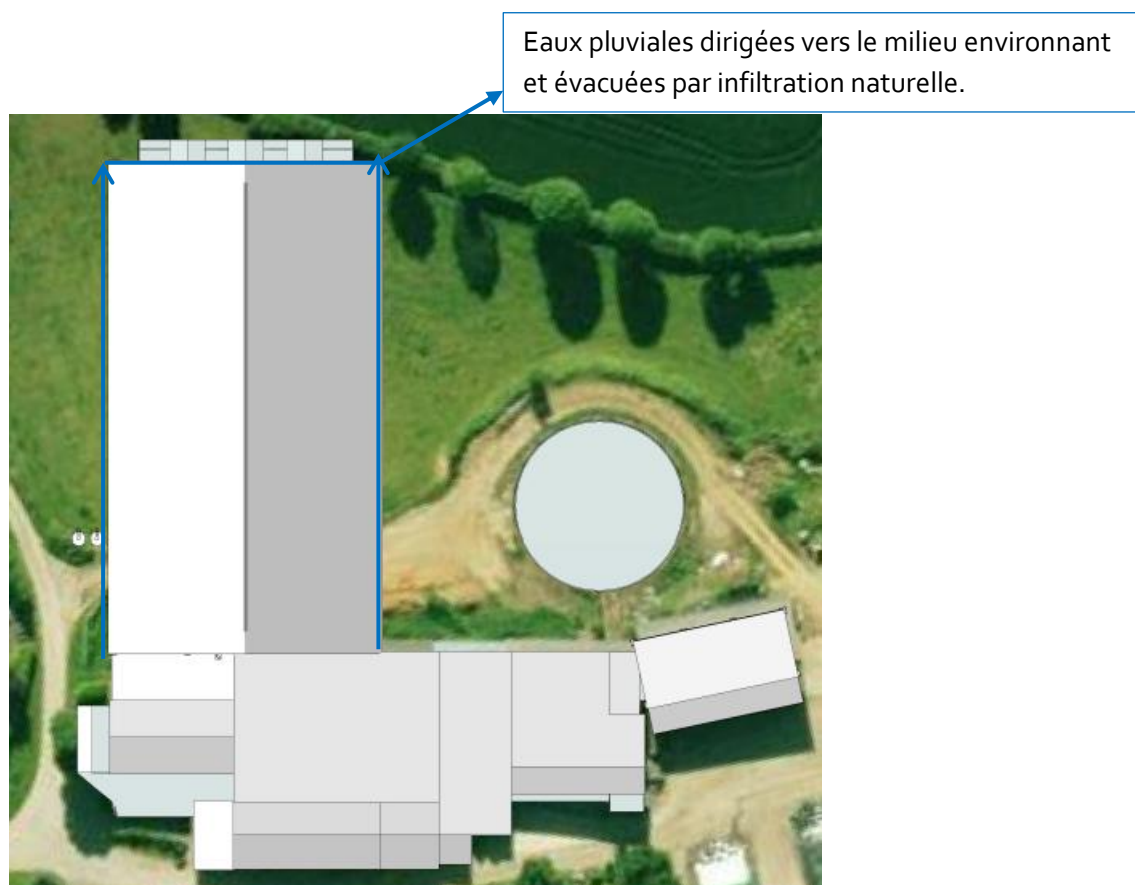 Eaux pluviales dirigées vers le milieu environnant
et évacuées par infiltration naturelle.